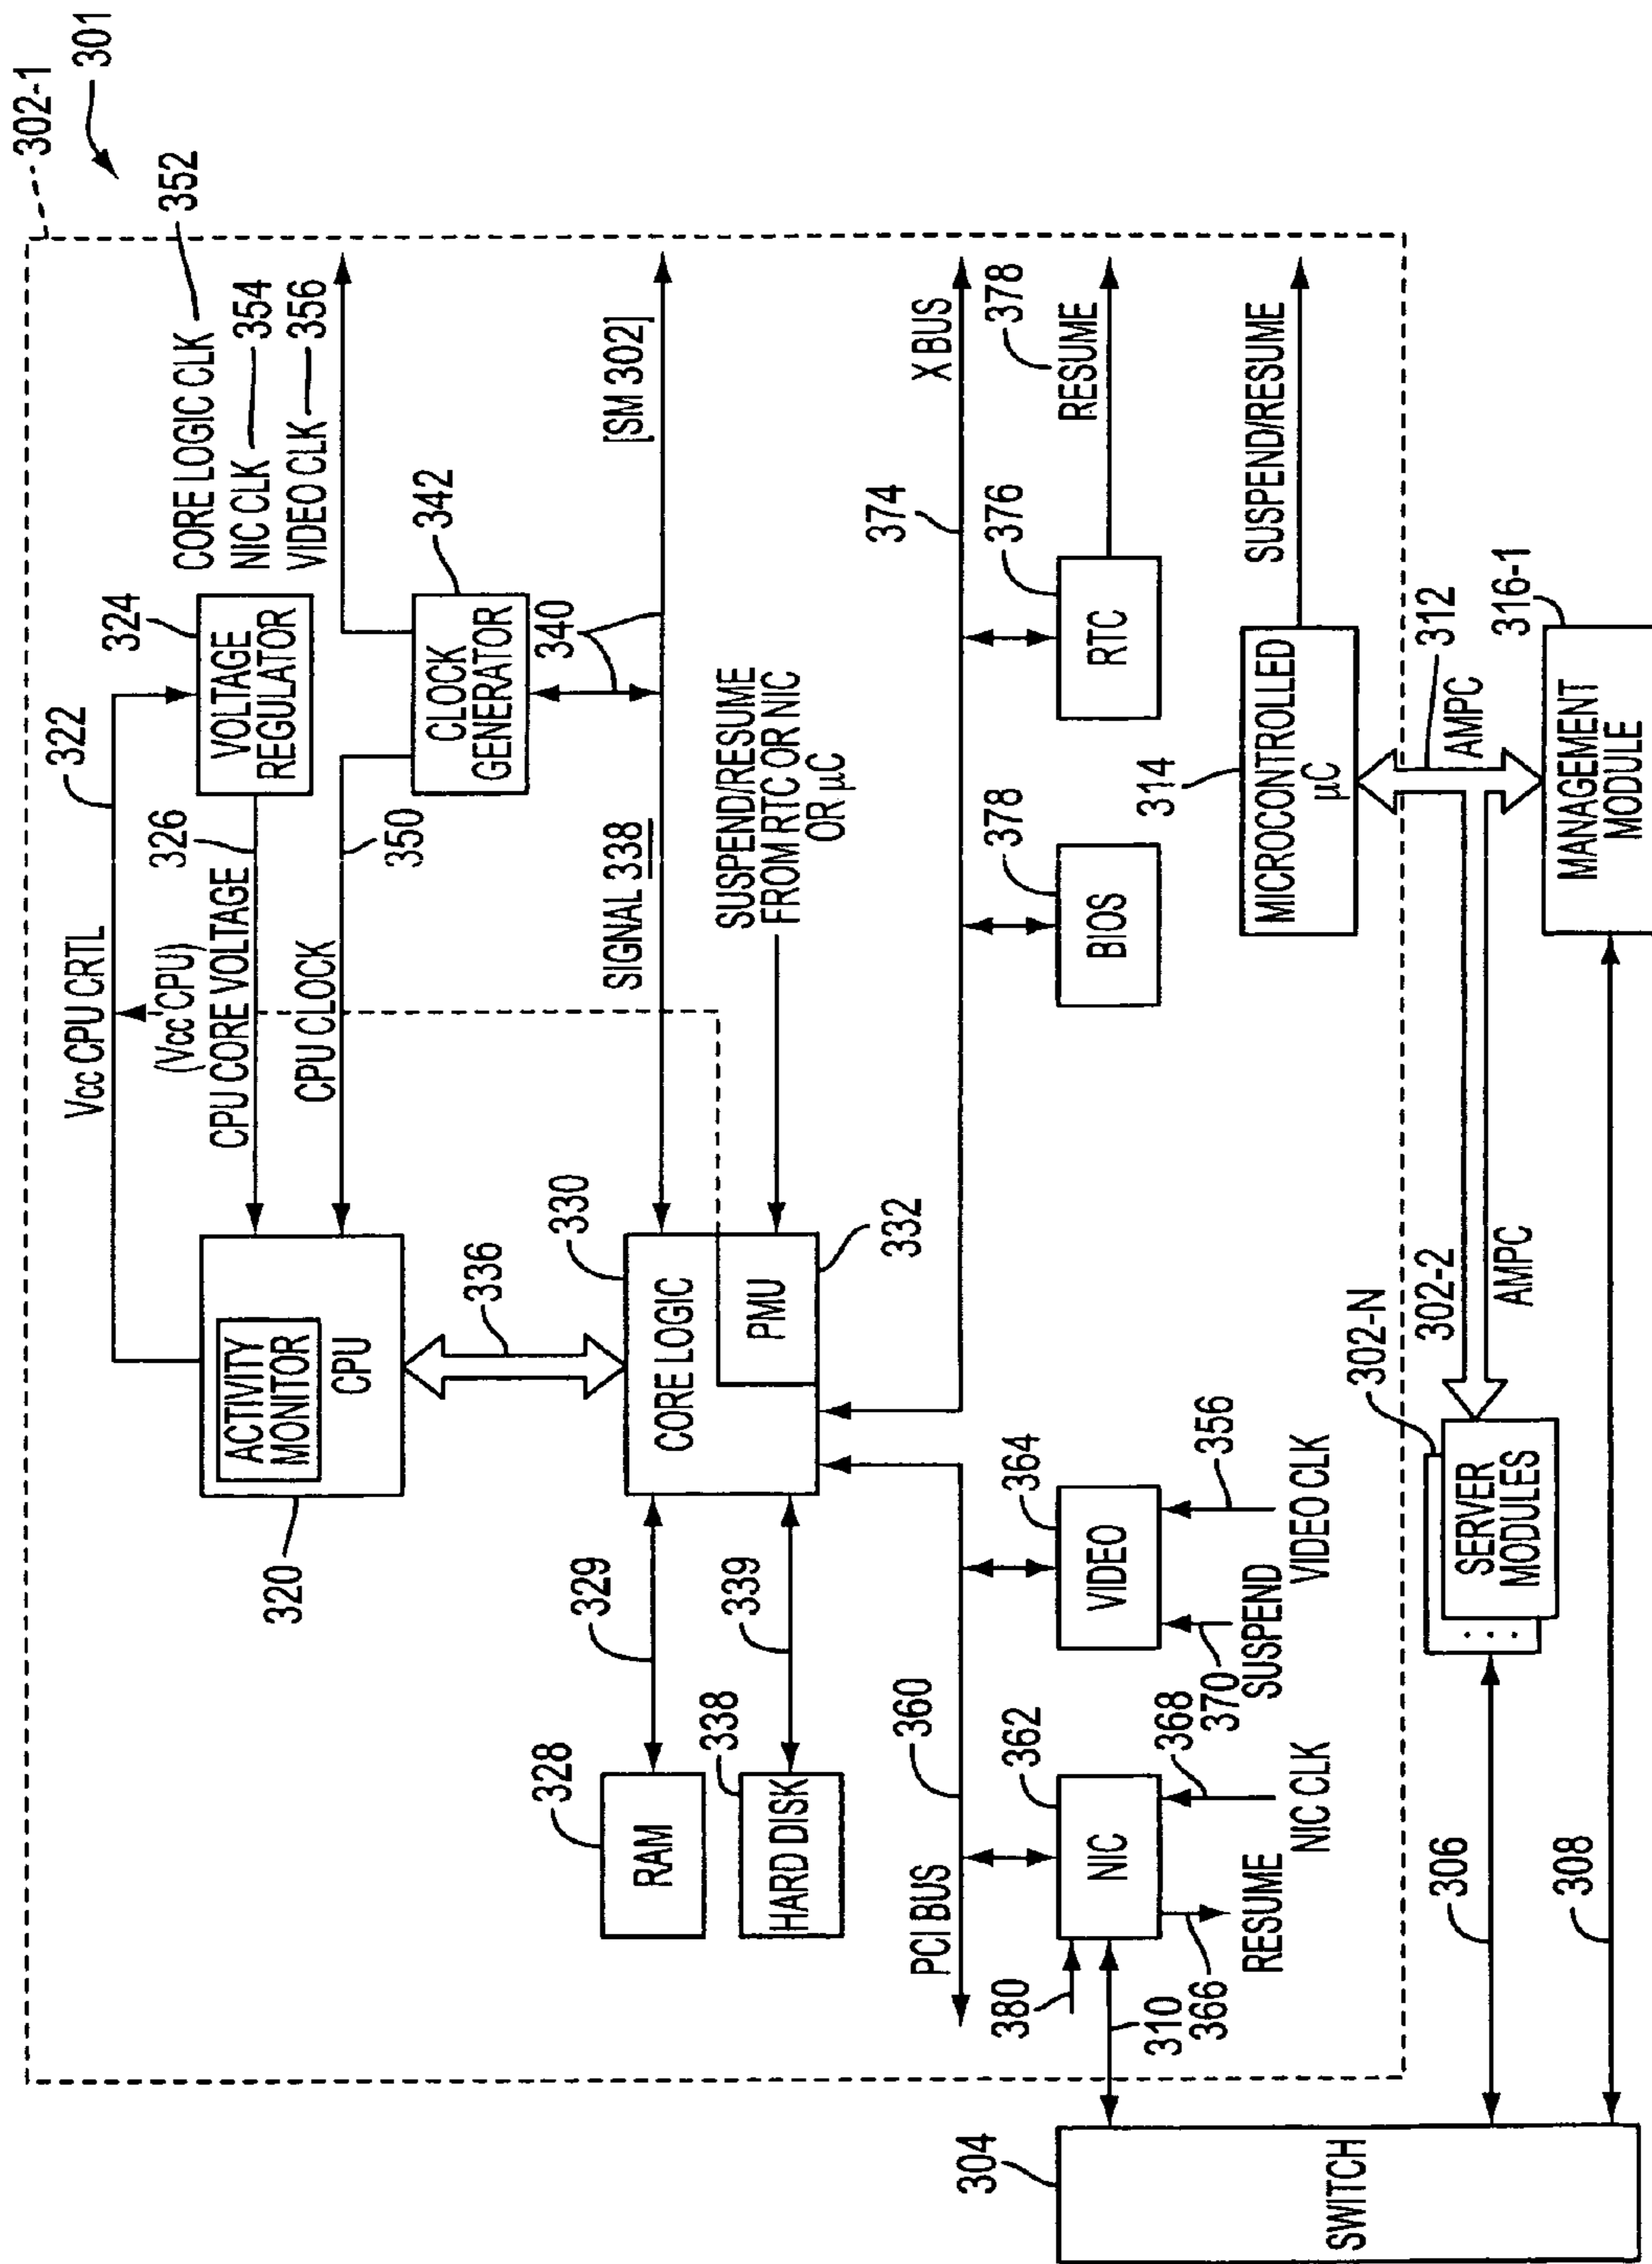 302-1
301
Vcc CPU CRTL
322
324
VOLTAGE
REGULATOR
CORE LOGIC CLK
352
NIC CLK
354
VIDEO CLK
356
(Vcc CPU)
CPU CORE VOLTAGE
326
ACTIVITY
MONITOR
CPU
320
CPU CLOCK
350
CLOCK
GENERATOR
342
340
336
SIGNAL 338
[SM 302]
328
RAM
329
338
HARD DISK
339
CORE LOGIC
330
PMU
332
SUSPEND/RESUME
FROM RTC OR NIC
OR μC
PCI BUS
360
374
X BUS
380
310
NIC
362
366
RESUME
368
NIC CLK
VIDEO
364
370
SUSPEND
356
VIDEO CLK
BIOS
378
RTC
376
RESUME
378
MICROCONTROLLED
μC
314
SUSPEND/RESUME
304
SWITCH
306
302-N
302-2
SERVER
MODULES
...
AMPC
AMPC
312
308
MANAGEMENT
MODULE
316-1